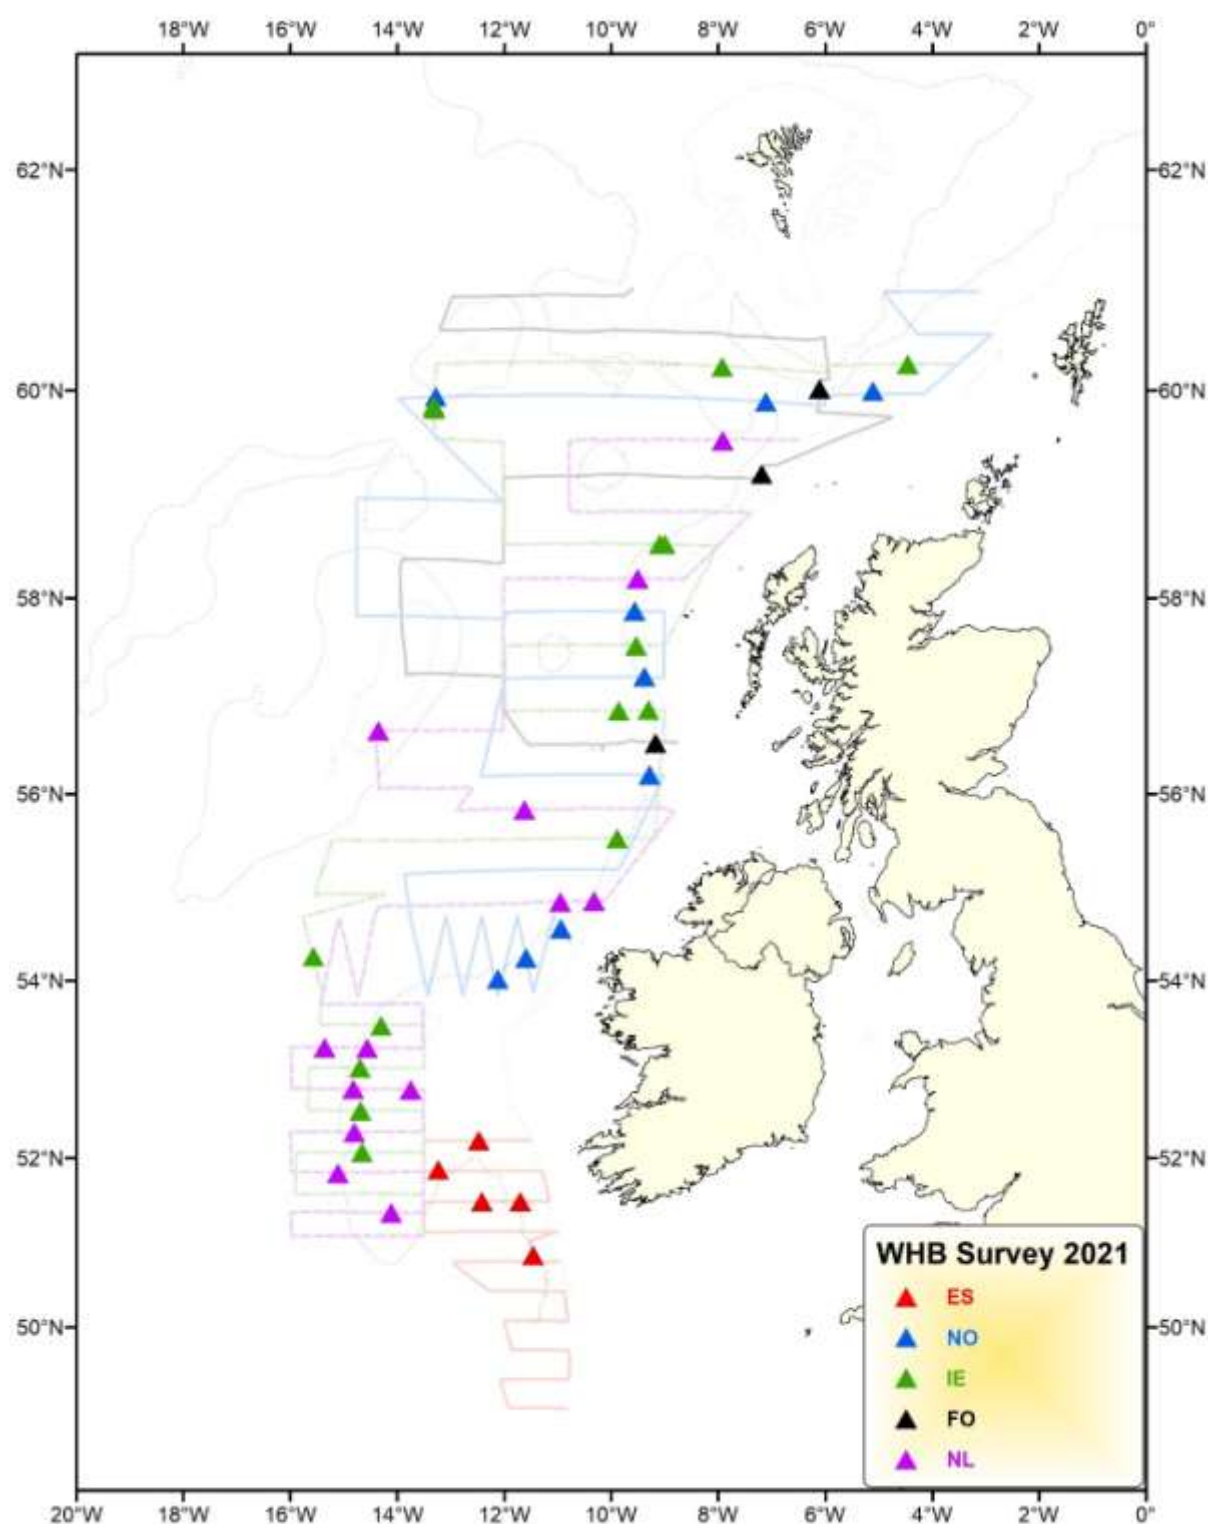 18°W 16°W 14°W 12°W 10°W 8°W 6°W 4°W 2°W 0°
62°N 62°N
60°N 60°N
58°N 58°N
56°N 56°N
54°N 54°N
52°N 52°N
WHB Survey 2021
ES
50°N 50°N
NO
IE
FO
NL
20°W 18°W 16°W 14°W 12°W 10°W 8°W 6°W 4°W 2°W 0°